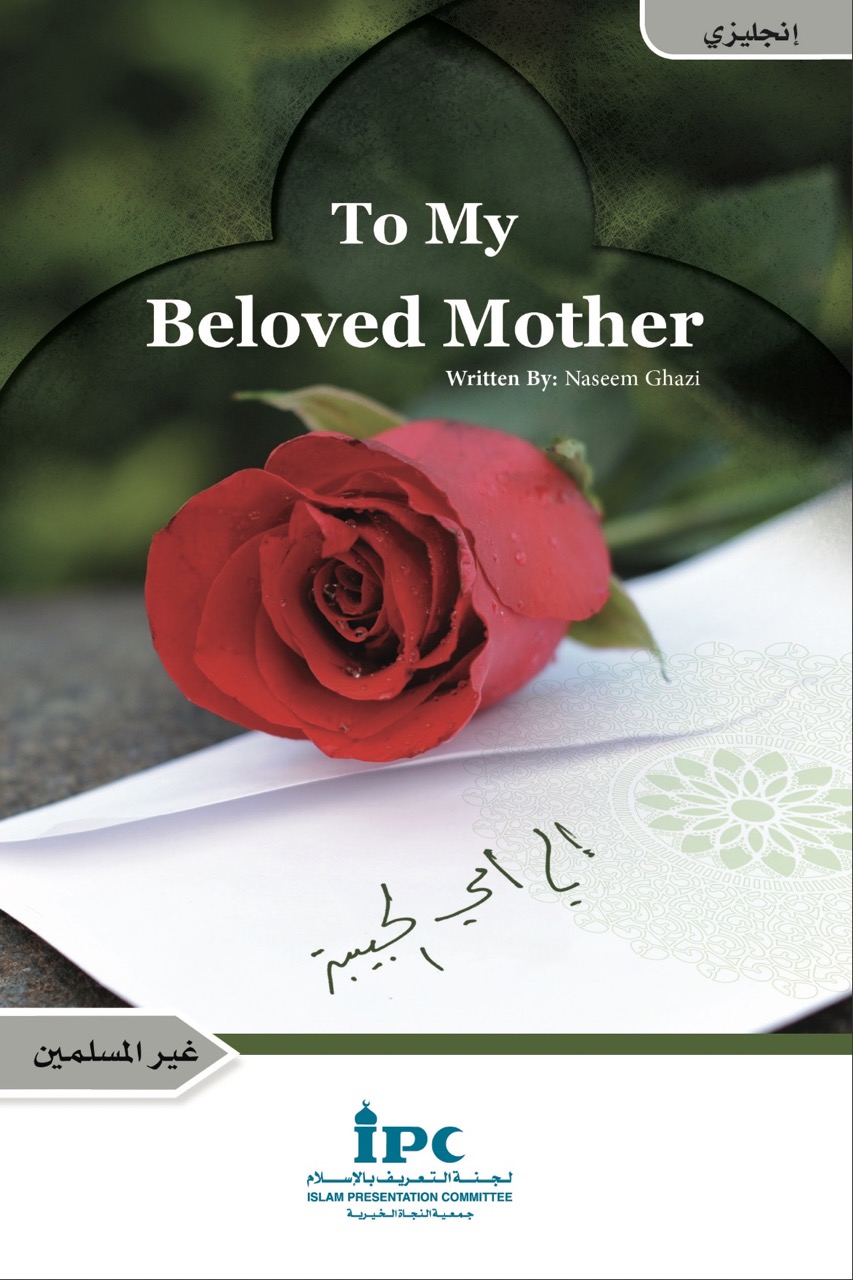 إنجليزي
To My
Beloved Mother
Written By: Naseem Ghazi
إلى أمي الحبيبة
غير المسلمين
IPC
لجنة التعريف بالإسلام
ISLAM PRESENTATION COMMITTEE
جمعية النجاة الخيرية